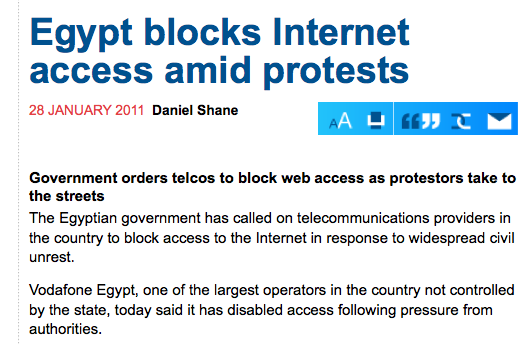 Egypt blocks Internet
access amid protests
28 JANUARY 2011 Daniel Shane
AA
Government orders telcos to block web access as protestors take to
the streets
The Egyptian government has called on telecommunications providers in
the country to block access to the Internet in response to widespread civil
unrest.
Vodafone Egypt, one of the largest operators in the country not controlled
by the state, today said it has disabled access following pressure from
authorities.